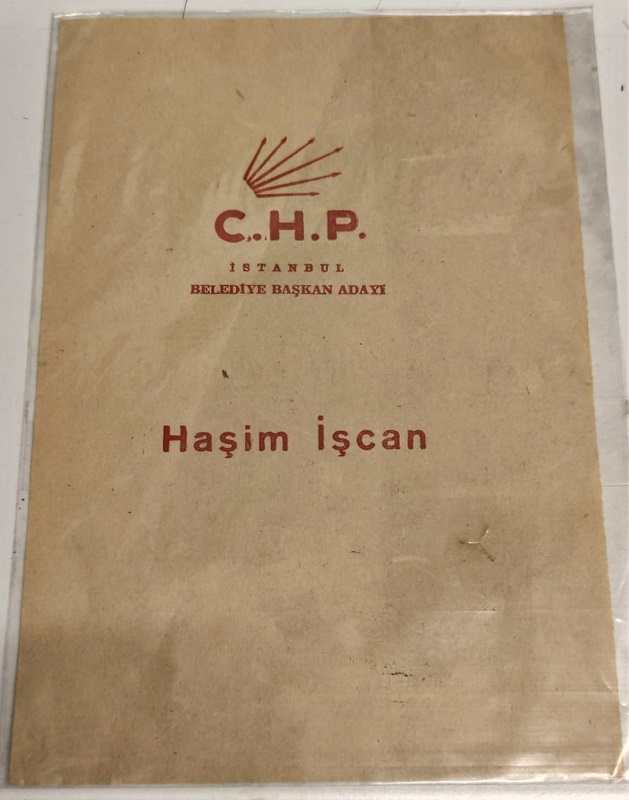 C.H.P.
İSTANBUL
BELEDİYE BAŞKAN ADAYI
Haşim İşcan